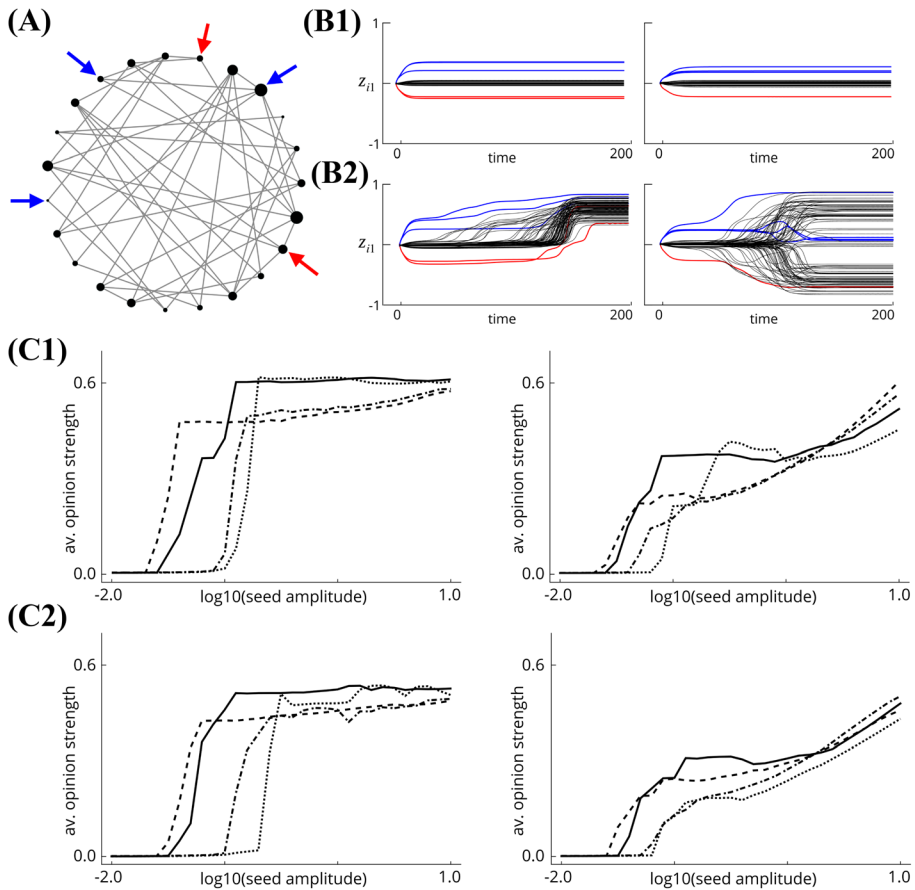 (A)
(B1)
1
z_{i1}
-1
0
time
200
0
time
200
(B2)
1
z_{i1}
-1
0
time
200
0
time
200
(C1)
0.6
av. opinion strength
0.0
-2.0
log10(seed amplitude)
1.0
0.6
av. opinion strength
0.0
-2.0
log10(seed amplitude)
1.0
(C2)
0.6
av. opinion strength
0.0
-2.0
log10(seed amplitude)
1.0
0.6
av. opinion strength
0.0
-2.0
log10(seed amplitude)
1.0